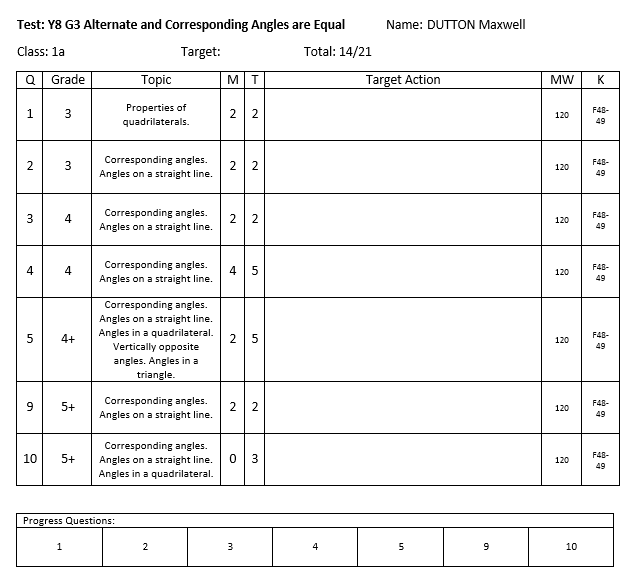 Test: Y8 G3 Alternate and Corresponding Angles are Equal Name: DUTTON Maxwell
Class: 1a Target: Total: 14/21
Q Grade Topic M T Target Action MW K
1 3 Properties of quadrilaterals. 2 2 120 F48-49
2 3 Corresponding angles. Angles on a straight line. 2 2 120 F48-49
3 4 Corresponding angles. Angles on a straight line. 2 2 120 F48-49
4 4 Corresponding angles. Angles on a straight line. 4 5 120 F48-49
5 4+ Corresponding angles. Angles on a straight line. Angles in a quadrilateral. Vertically opposite angles. Angles in a triangle. 2 5 120 F48-49
9 5+ Corresponding angles. Angles on a straight line. 2 2 120 F48-49
10 5+ Corresponding angles. Angles on a straight line. Angles in a quadrilateral. 0 3 120 F48-49
Progress Questions:
1 2 3 4 5 9 10